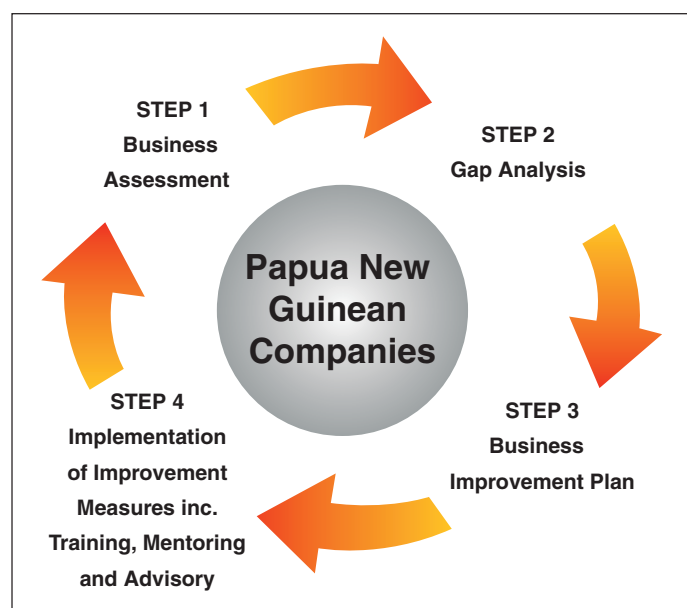 STEP 1
Business
Assessment
STEP 2
Gap Analysis
Papua New
Guinean
Companies
STEP 3
Business
Improvement Plan
STEP 4
Implementation
of Improvement
Measures inc.
Training, Mentoring
and Advisory